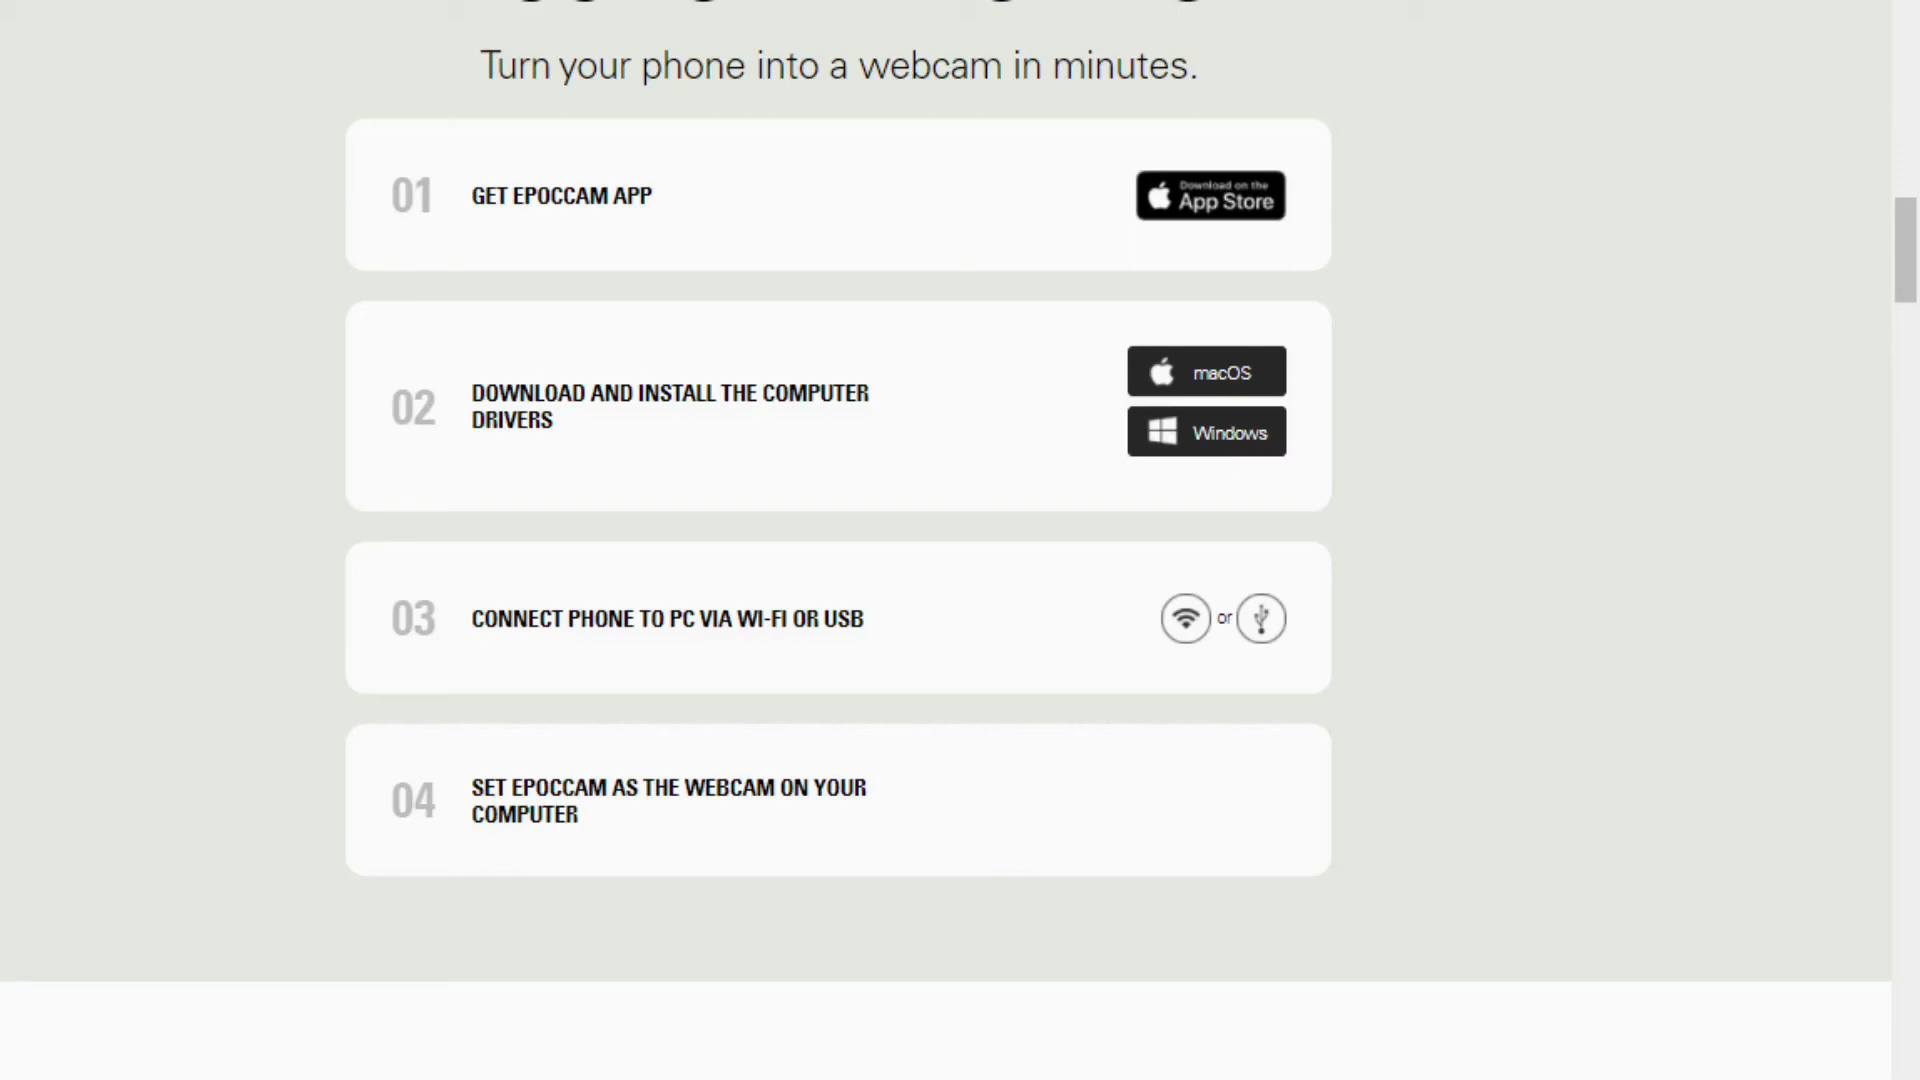 Turn your phone into a webcam in minutes.
01
GET EPOCCAM APP
Download on the
App Store
02
DOWNLOAD AND INSTALL THE COMPUTER
DRIVERS
macOS
Windows
03
CONNECT PHONE TO PC VIA WI-FI OR USB
or
04
SET EPOCCAM AS THE WEBCAM ON YOUR
COMPUTER